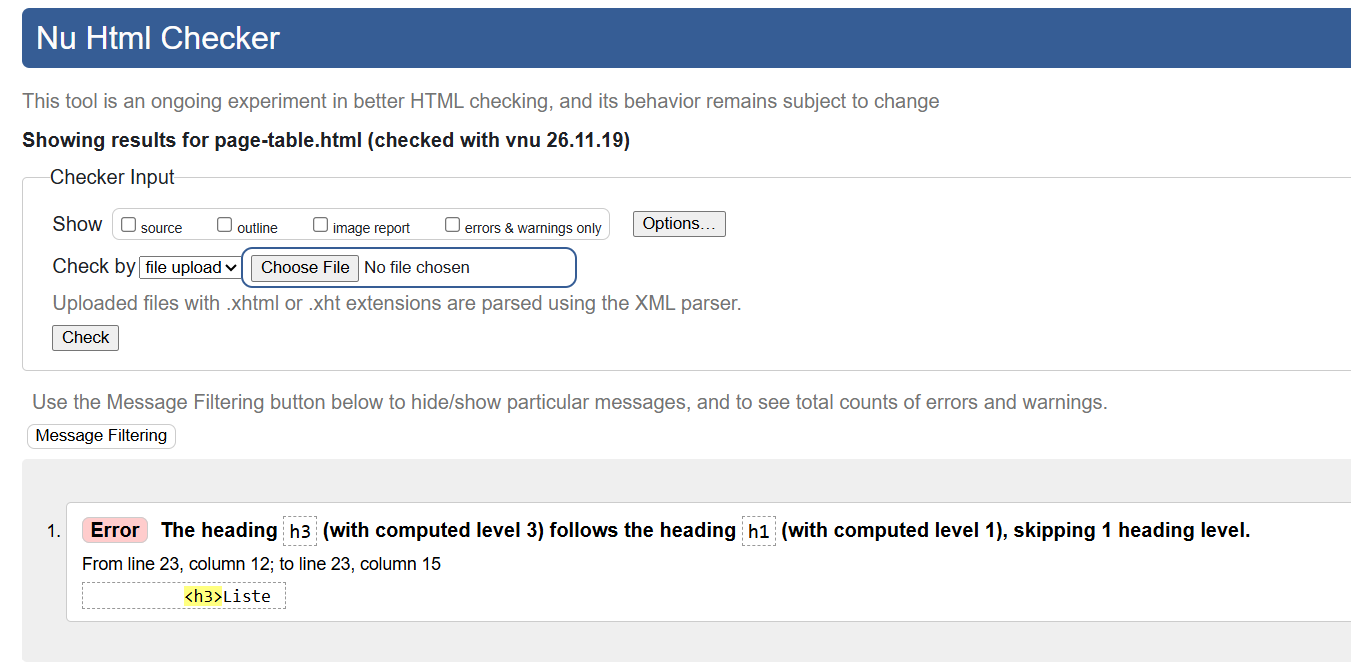 Nu Html Checker
This tool is an ongoing experiment in better HTML checking, and its behavior remains subject to change
Showing results for page-table.html (checked with vnu 26.11.19)
Checker Input
Show source outline image report errors & warnings only Options...
Check by file upload Choose File No file chosen
Uploaded files with .xhtml or .xht extensions are parsed using the XML parser.
Check
Use the Message Filtering button below to hide/show particular messages, and to see total counts of errors and warnings.
Message Filtering
1. Error The heading h3 (with computed level 3) follows the heading h1 (with computed level 1), skipping 1 heading level.
From line 23, column 12; to line 23, column 15
<h3>Liste